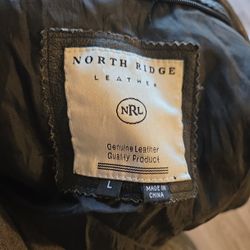 NORTH RIDGE
LEATHER
NRL
Genuine Leather
Quality Product
L
MADE IN
CHINA